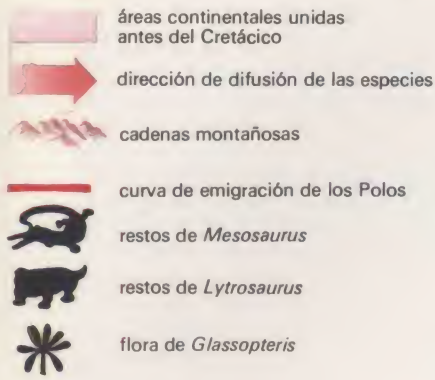 áreas continentales unidas
antes del Cretácico
dirección de difusión de las especies
cadenas montañosas
curva de emigración de los Polos
restos de Mesosaurus
restos de Lytrosaurus
flora de Glassopteris